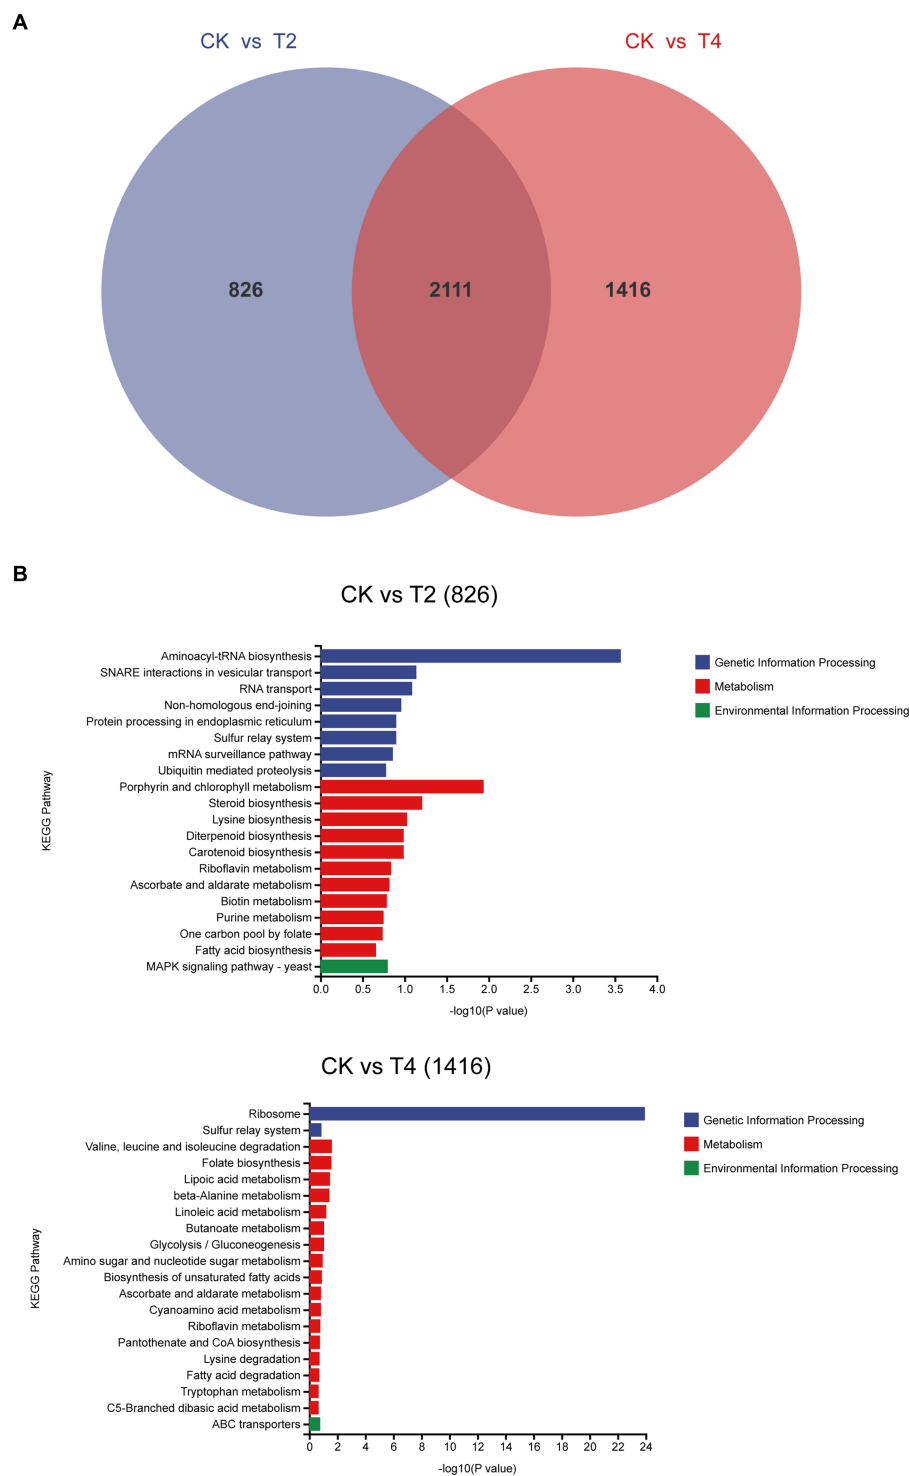 A
CK vs T2
CK vs T4
826
2111
1416
B
CK vs T2 (826)
KEGG Pathway
Aminoacyl-tRNA biosynthesis
SNARE interactions in vesicular transport
RNA transport
Non-homologous end-joining
Protein processing in endoplasmic reticulum
Sulfur relay system
mRNA surveillance pathway
Ubiquitin mediated proteolysis
Porphyrin and chlorophyll metabolism
Steroid biosynthesis
Lysine biosynthesis
Diterpenoid biosynthesis
Carotenoid biosynthesis
Riboflavin metabolism
Ascorbate and aldarate metabolism
Biotin metabolism
Purine metabolism
One carbon pool by folate
Fatty acid biosynthesis
MAPK signaling pathway - yeast
0.0 0.5 1.0 1.5 2.0 2.5 3.0 3.5 4.0
-log10(P value)
Genetic Information Processing
Metabolism
Environmental Information Processing
CK vs T4 (1416)
KEGG Pathway
Ribosome
Sulfur relay system
Valine, leucine and isoleucine degradation
Folate biosynthesis
Lipoic acid metabolism
beta-Alanine metabolism
Linoleic acid metabolism
Butanoate metabolism
Glycolysis / Gluconeogenesis
Amino sugar and nucleotide sugar metabolism
Biosynthesis of unsaturated fatty acids
Ascorbate and aldarate metabolism
Cyanoamino acid metabolism
Riboflavin metabolism
Pantothenate and CoA biosynthesis
Lysine degradation
Fatty acid degradation
Tryptophan metabolism
C5-Branched dibasic acid metabolism
ABC transporters
0 2 4 6 8 10 12 14 16 18 20 22 24
-log10(P value)
Genetic Information Processing
Metabolism
Environmental Information Processing